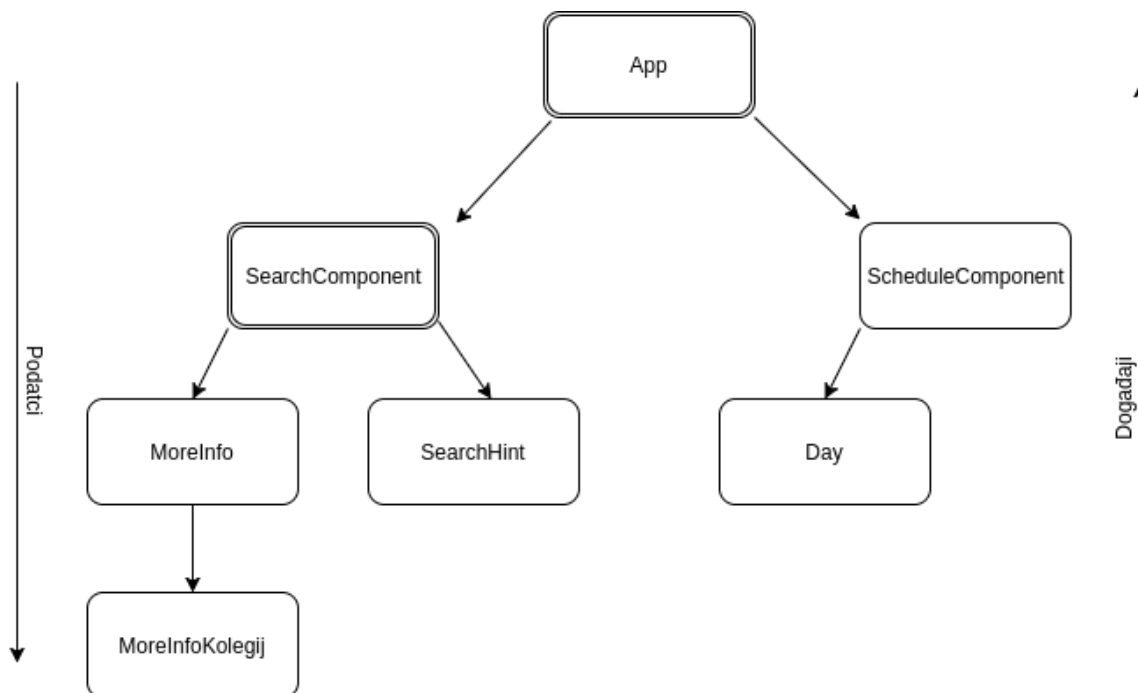 App
SearchComponent
ScheduleComponent
Podatci
Događaji
MoreInfo
SearchHint
Day
MoreInfoKolegij